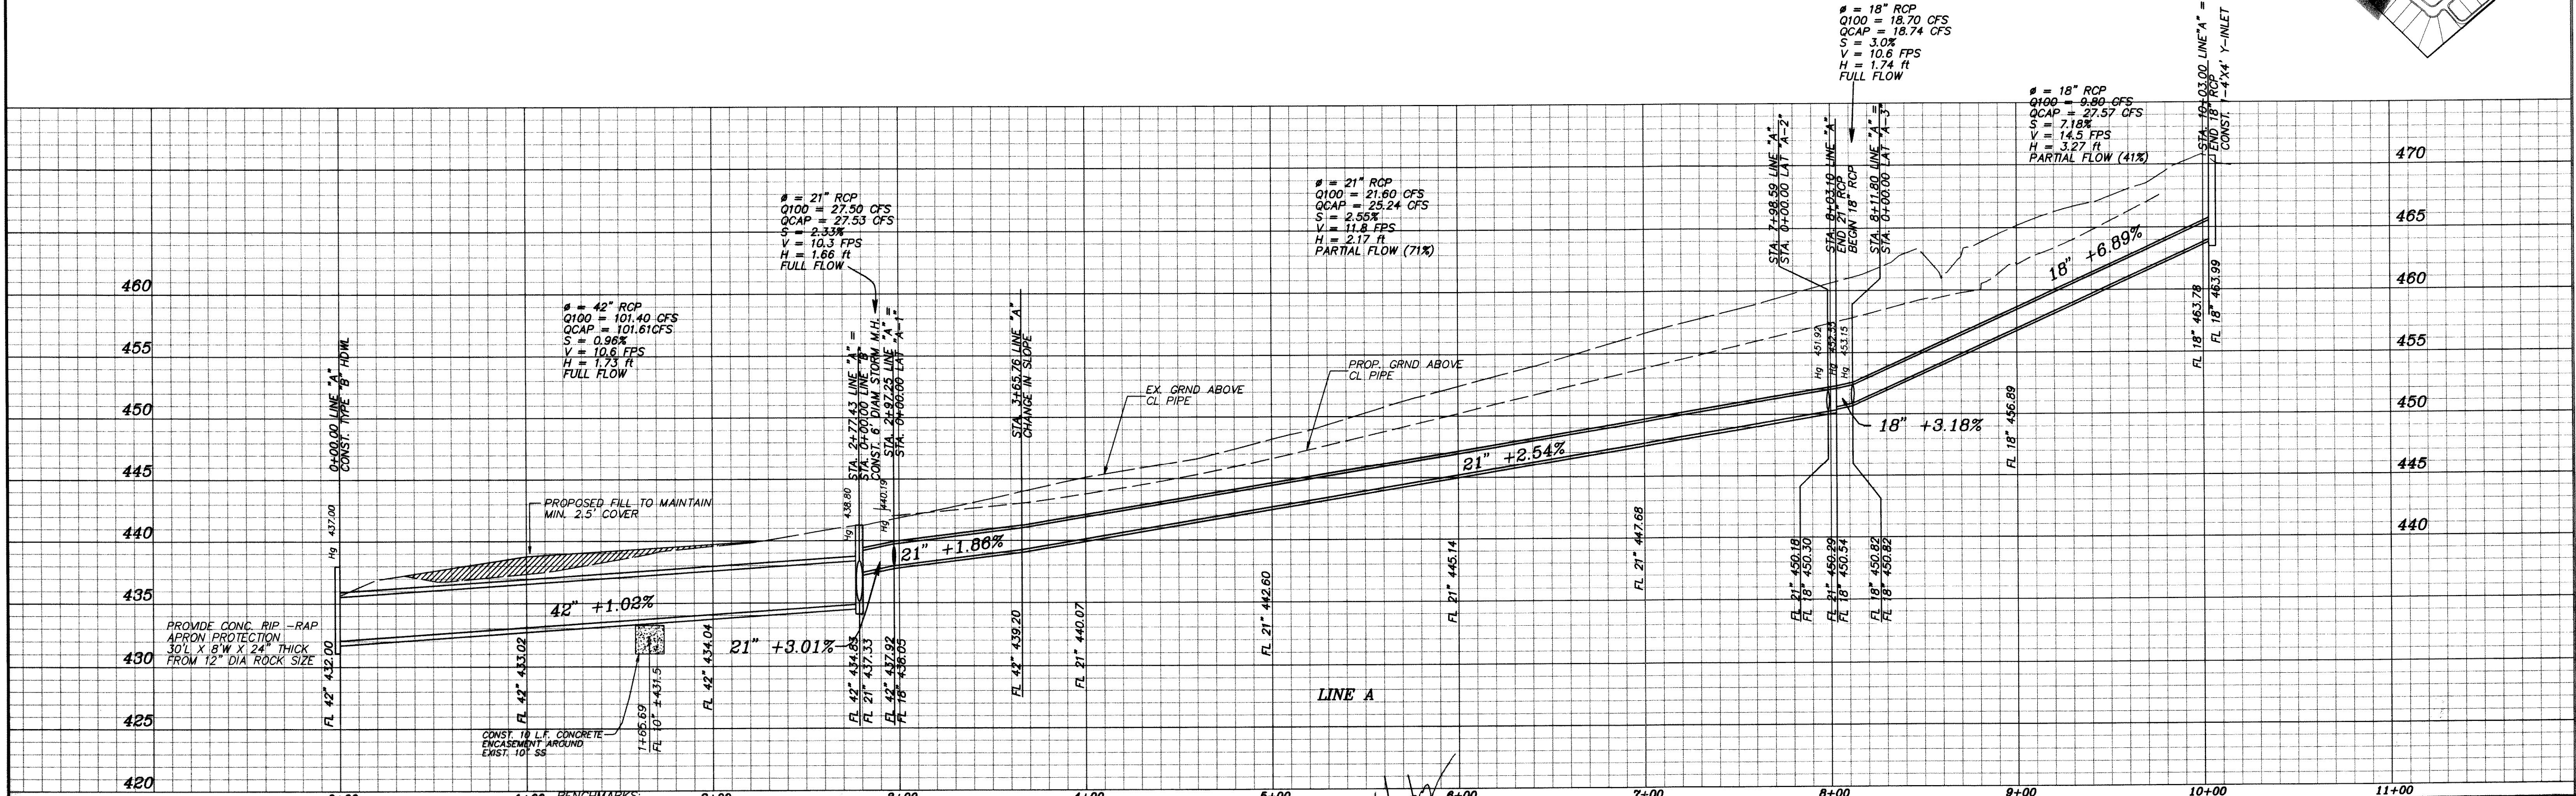 ø = 18" RCP
Q100 = 18.70 CFS
QCAP = 18.74 CFS
S = 3.0%
V = 10.6 FPS
H = 1.74 ft
FULL FLOW
ø = 18" RCP
Q100 = 9.80 CFS
QCAP = 27.57 CFS
S = 7.18%
V = 14.5 FPS
H = 3.27 ft
PARTIAL FLOW (41%)
STA. 10+03.00 LINE "A" =
END 18" RCP
CONST. 1-4'X4' Y-INLET
ø = 21" RCP
Q100 = 27.50 CFS
QCAP = 27.53 CFS
S = 2.33%
V = 10.3 FPS
H = 1.66 ft
FULL FLOW
ø = 21" RCP
Q100 = 21.60 CFS
QCAP = 25.24 CFS
S = 2.55%
V = 11.8 FPS
H = 2.17 ft
PARTIAL FLOW (71%)
STA. 7+98.59 LINE "A"
STA. 0+00.00 LAT "A-2"
STA. 8+03.10 LINE "A"
END 21" RCP
BEGIN 18" RCP
STA. 8+11.80 LINE "A" =
STA. 0+00.00 LAT "A-3"
ø = 42" RCP
Q100 = 101.40 CFS
QCAP = 101.61CFS
S = 0.96%
V = 10.6 FPS
H = 1.73 ft
FULL FLOW
0+00.00 LINE "A"
CONST. TYPE "B" HDWL
STA. 2+77.43 LINE "A" =
STA. 0+00.00 LINE "B"
CONST. 6' DIAM STORM M.H.
STA. 2+97.25 LINE "A" =
STA. 0+00.00 LAT "A-1"
STA. 3+65.76 LINE "A"
CHANGE IN SLOPE
EX. GRND ABOVE
CL PIPE
PROP. GRND ABOVE
CL PIPE
PROPOSED FILL TO MAINTAIN
MIN. 2.5' COVER
Hg 437.00
Hg 438.80
Hg 440.19
Hg 451.92
Hg 452.55
Hg 453.15
42" +1.02%
21" +3.01%
21" +1.86%
21" +2.54%
18" +3.18%
18" +6.89%
PROVIDE CONC. RIP -RAP
APRON PROTECTION
30'L X 8'W X 24" THICK
FROM 12" DIA ROCK SIZE
CONST. 10 L.F. CONCRETE
ENCASEMENT AROUND
EXIST. 10" SS
1+65.69
FL 10" ±431.5
FL 42" 432.00
FL 42" 433.02
FL 42" 434.04
FL 42" 434.83
FL 21" 437.33
FL 42" 437.92
FL 18" 438.05
FL 42" 439.20
FL 21" 440.07
FL 21" 442.60
FL 21" 445.14
FL 21" 447.68
FL 21" 450.18
FL 18" 450.30
FL 21" 450.29
FL 18" 450.54
FL 18" 450.82
FL 18" 450.82
FL 18" 456.89
FL 18" 463.78
FL 18" 463.99
LINE A
460
455
450
445
440
435
430
425
420
470
465
460
455
450
445
440
BENCHMARKS:
4+00
5+00
6+00
7+00
8+00
9+00
10+00
11+00